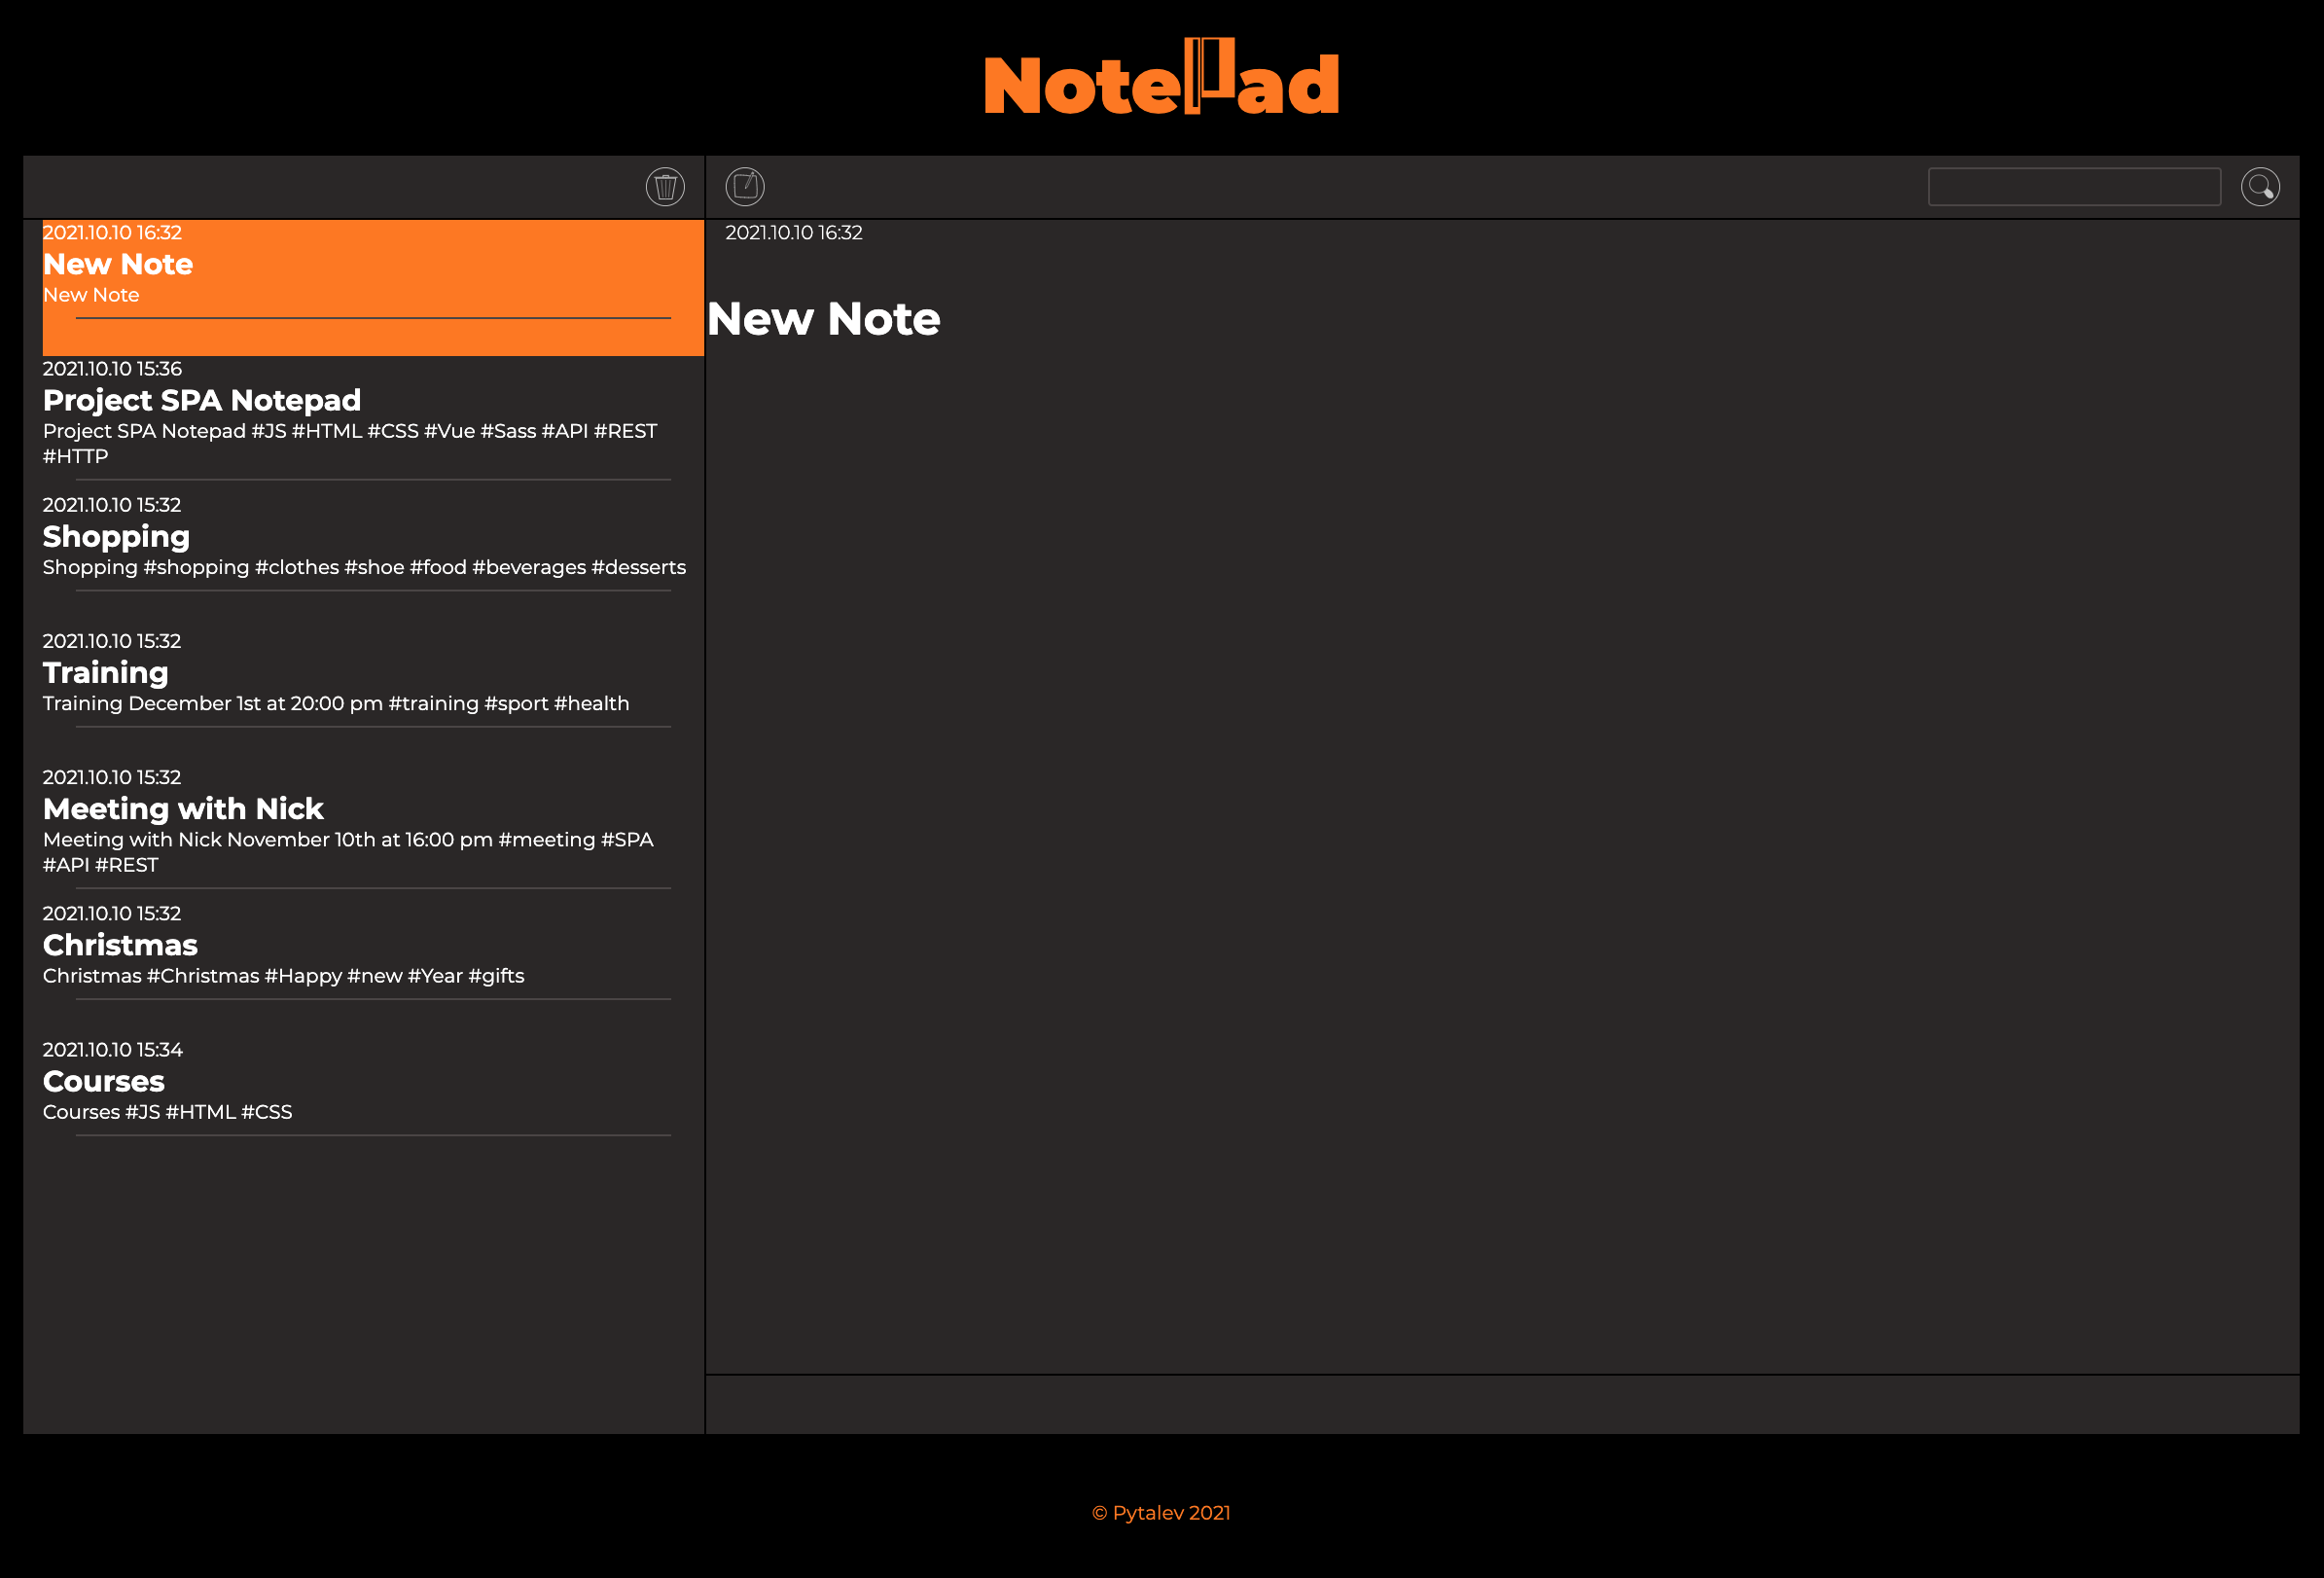 NotePad
2021.10.10 16:32
New Note
New Note
2021.10.10 15:36
Project SPA Notepad
Project SPA Notepad #JS #HTML #CSS #Vue #Sass #API #REST
#HTTP
2021.10.10 15:32
Shopping
Shopping #shopping #clothes #shoe #food #beverages #desserts
2021.10.10 15:32
Training
Training December 1st at 20:00 pm #training #sport #health
2021.10.10 15:32
Meeting with Nick
Meeting with Nick November 10th at 16:00 pm #meeting #SPA
#API #REST
2021.10.10 15:32
Christmas
Christmas #Christmas #Happy #new #Year #gifts
2021.10.10 15:34
Courses
Courses #JS #HTML #CSS
2021.10.10 16:32
New Note
© Pytalev 2021